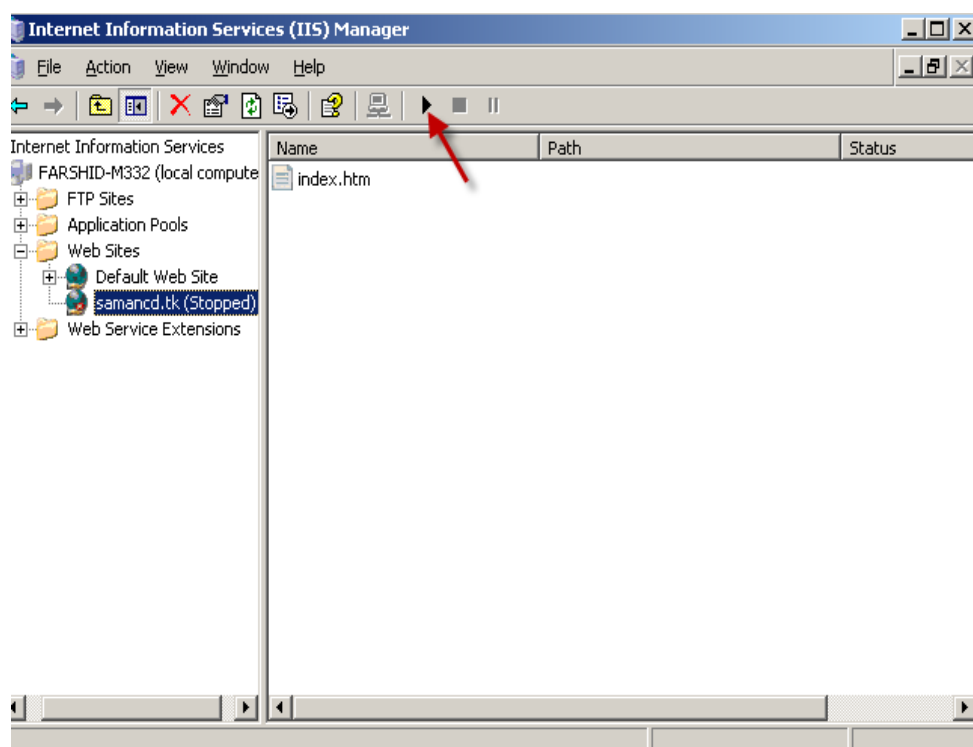 Internet Information Services (IIS) Manager
File Action View Window Help
Internet Information Services
FARSHID-M332 (local compute
FTP Sites
Application Pools
Web Sites
Default Web Site
samancd.tk (Stopped)
Web Service Extensions
Name Path Status
index.htm